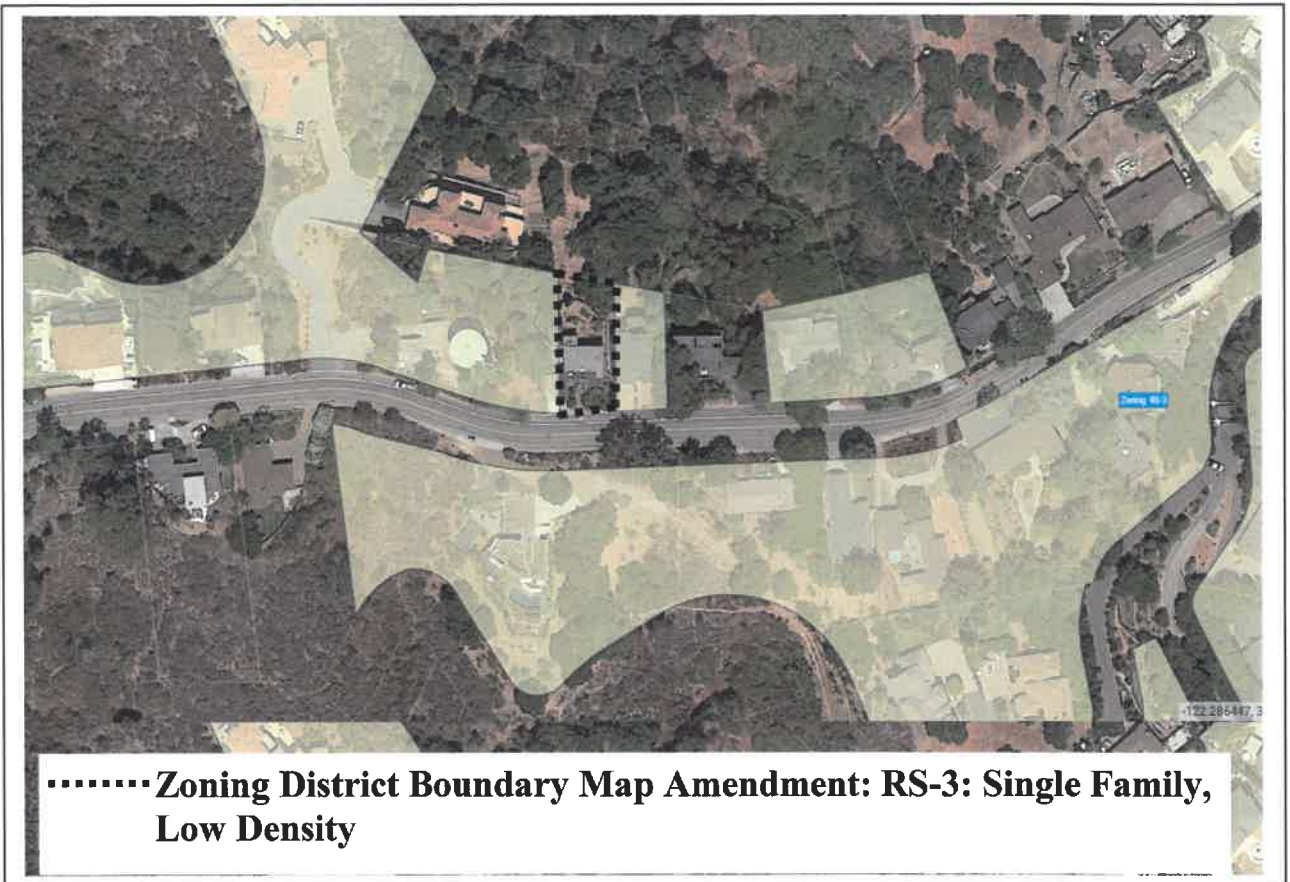 Zoning: RS-3
-122.286447, 3
Zoning District Boundary Map Amendment: RS-3: Single Family,
Low Density